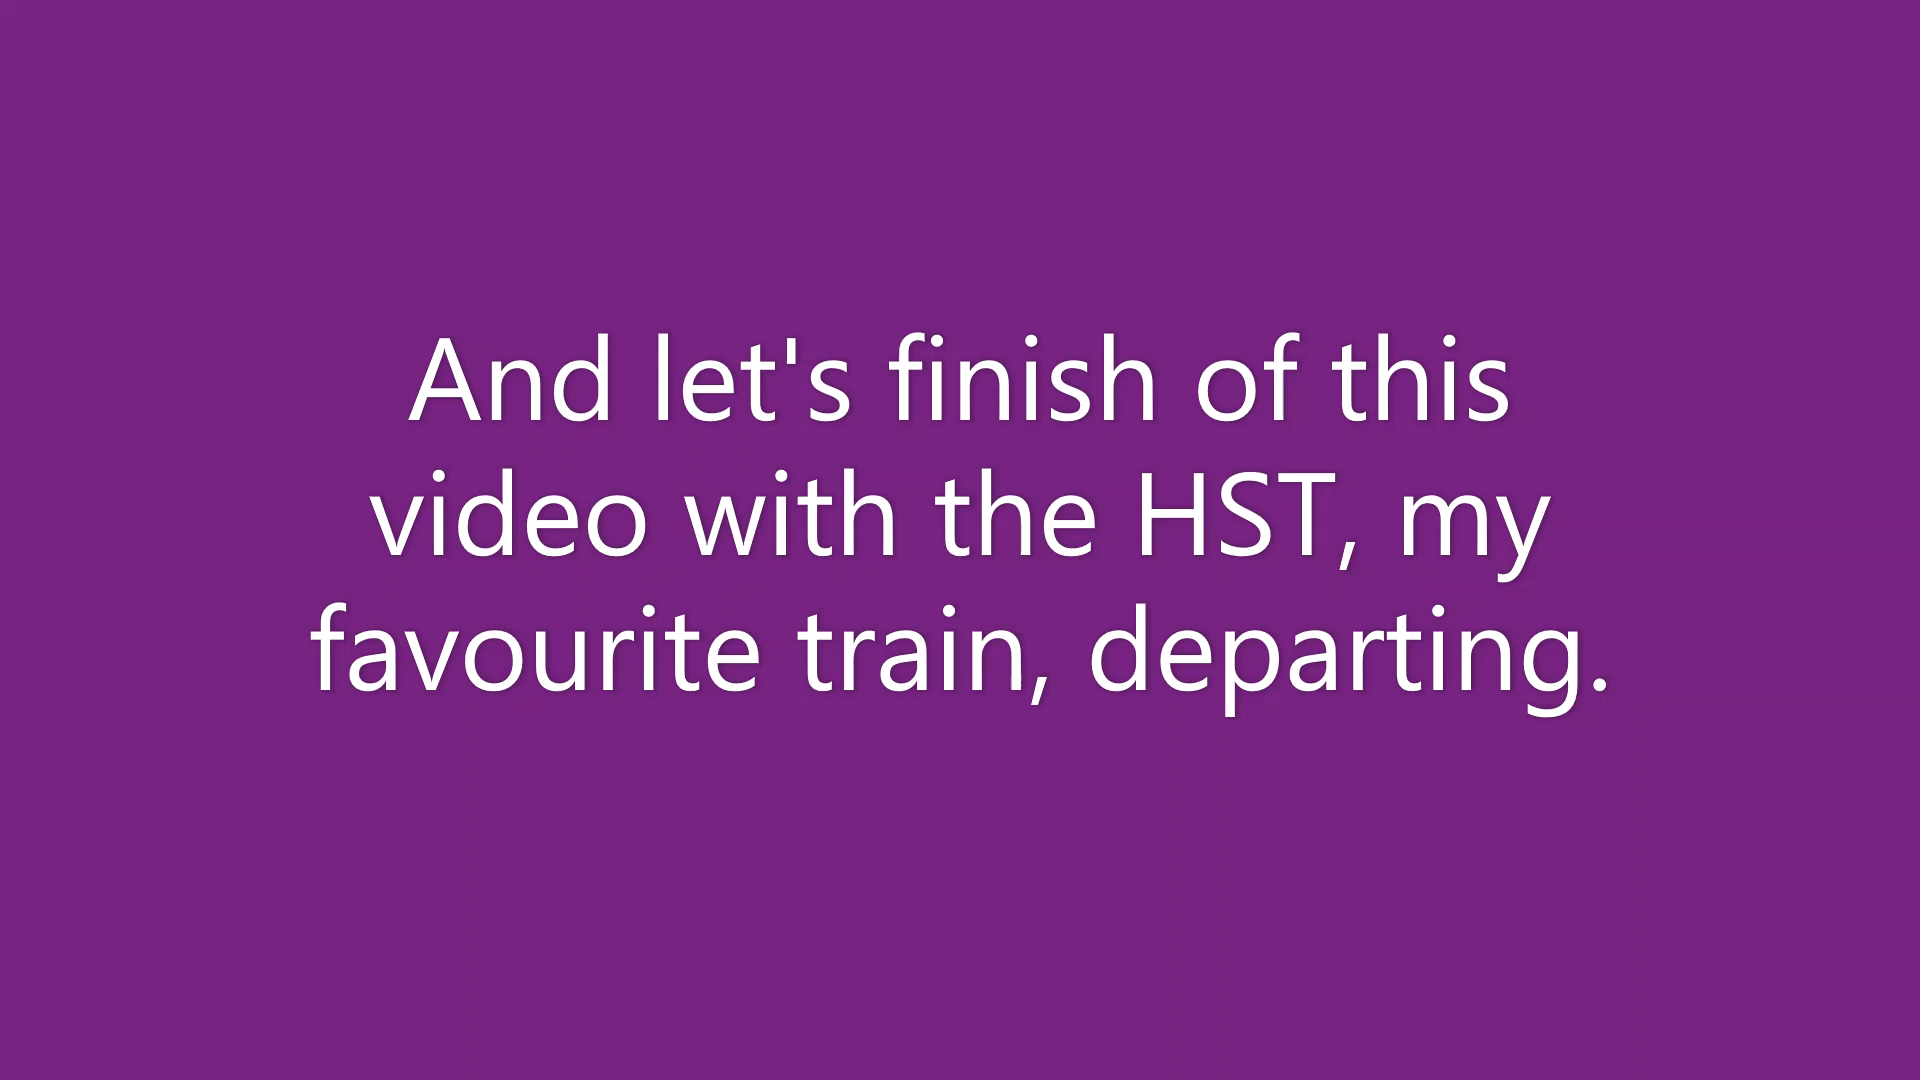 And let's finish of this
video with the HST, my
favourite train, departing.